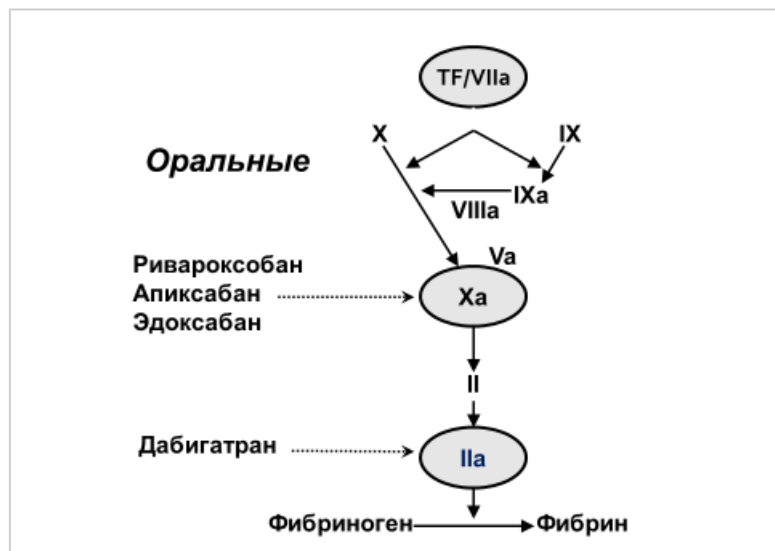 TF/VIIa
X
IX
Оральные
IXa
VIIIa
Va
Ривароксобан
Апиксабан
Эдоксабан
Xa
II
Дабигатран
IIa
Фибриноген
Фибрин